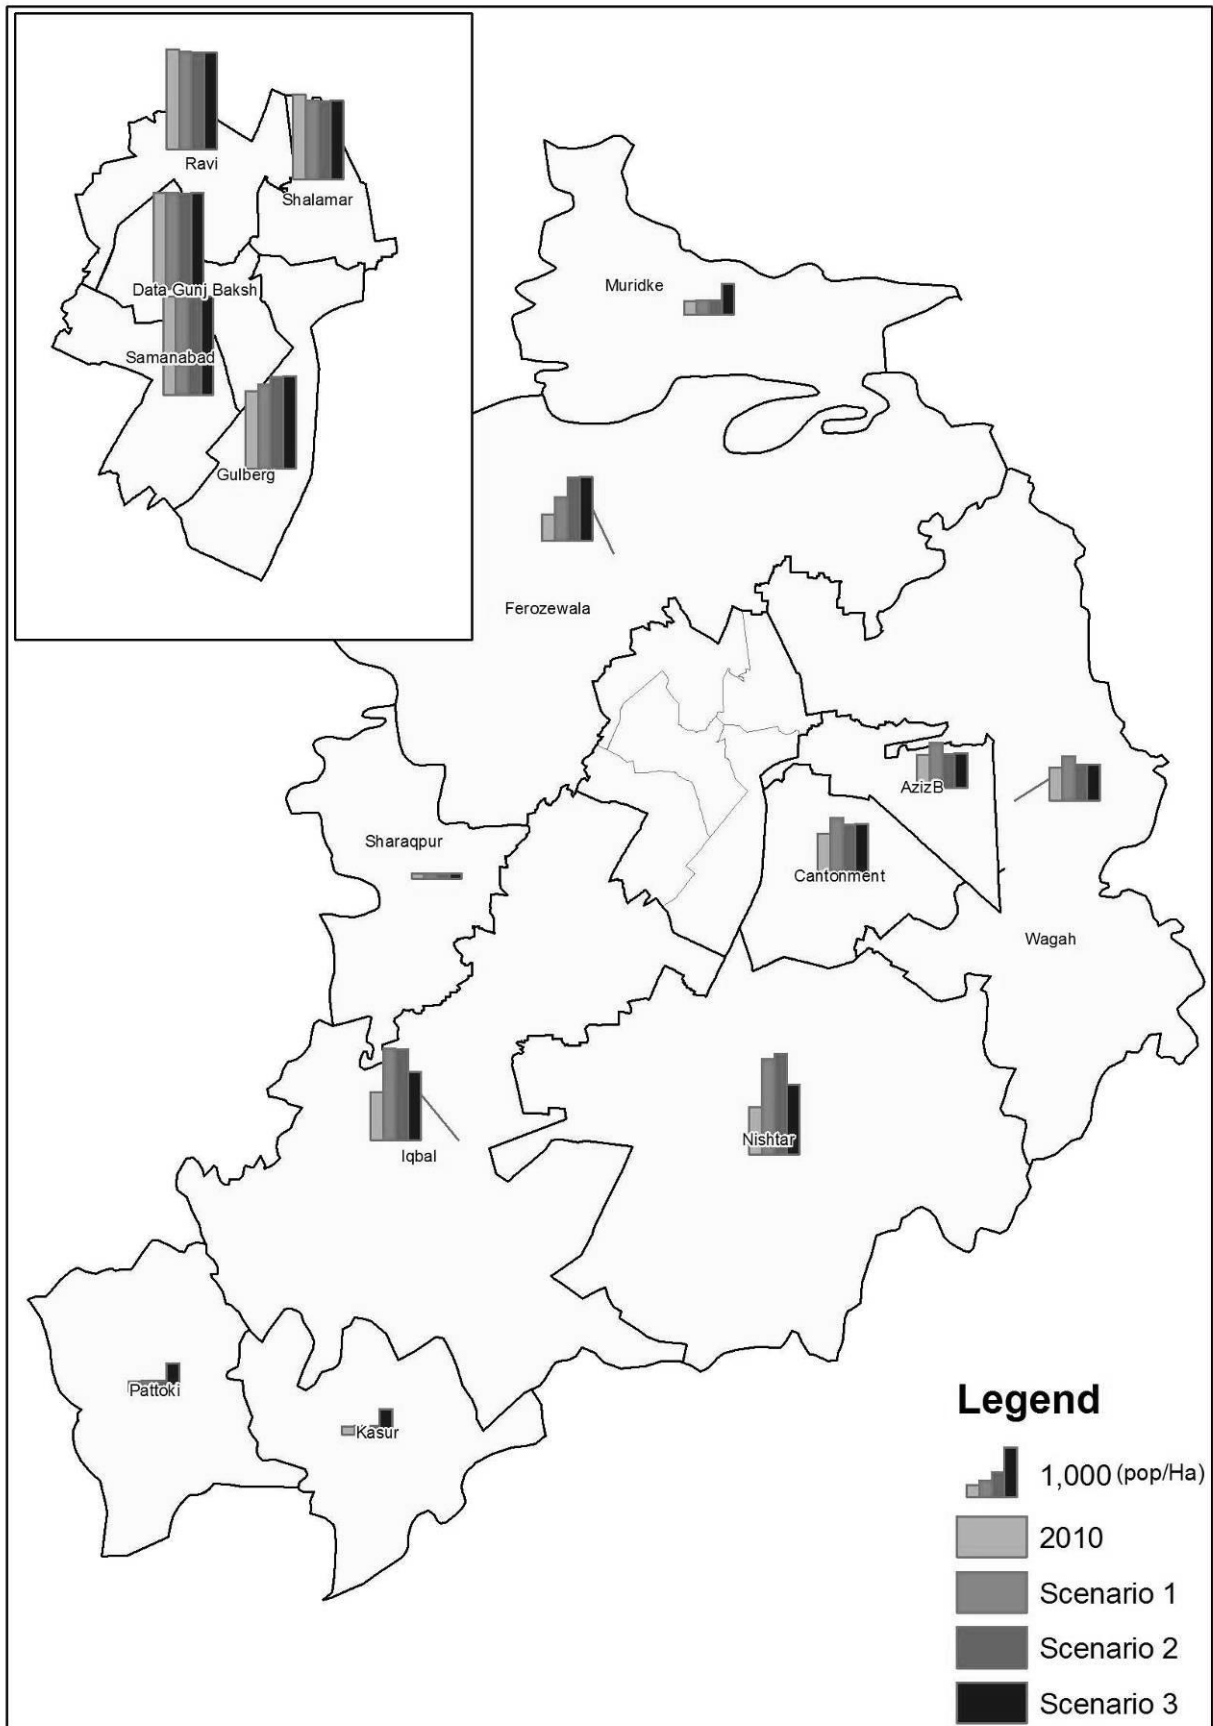 Ravi
Shalamar
Data Gunj Baksh
Samanabad
Gulberg
Muridke
Ferozewala
AzizB
Sharaqpur
Cantonment
Wagah
Nishtar
Iqbal
Pattoki
Kasur
Legend
1,000 (pop/Ha)
2010
Scenario 1
Scenario 2
Scenario 3